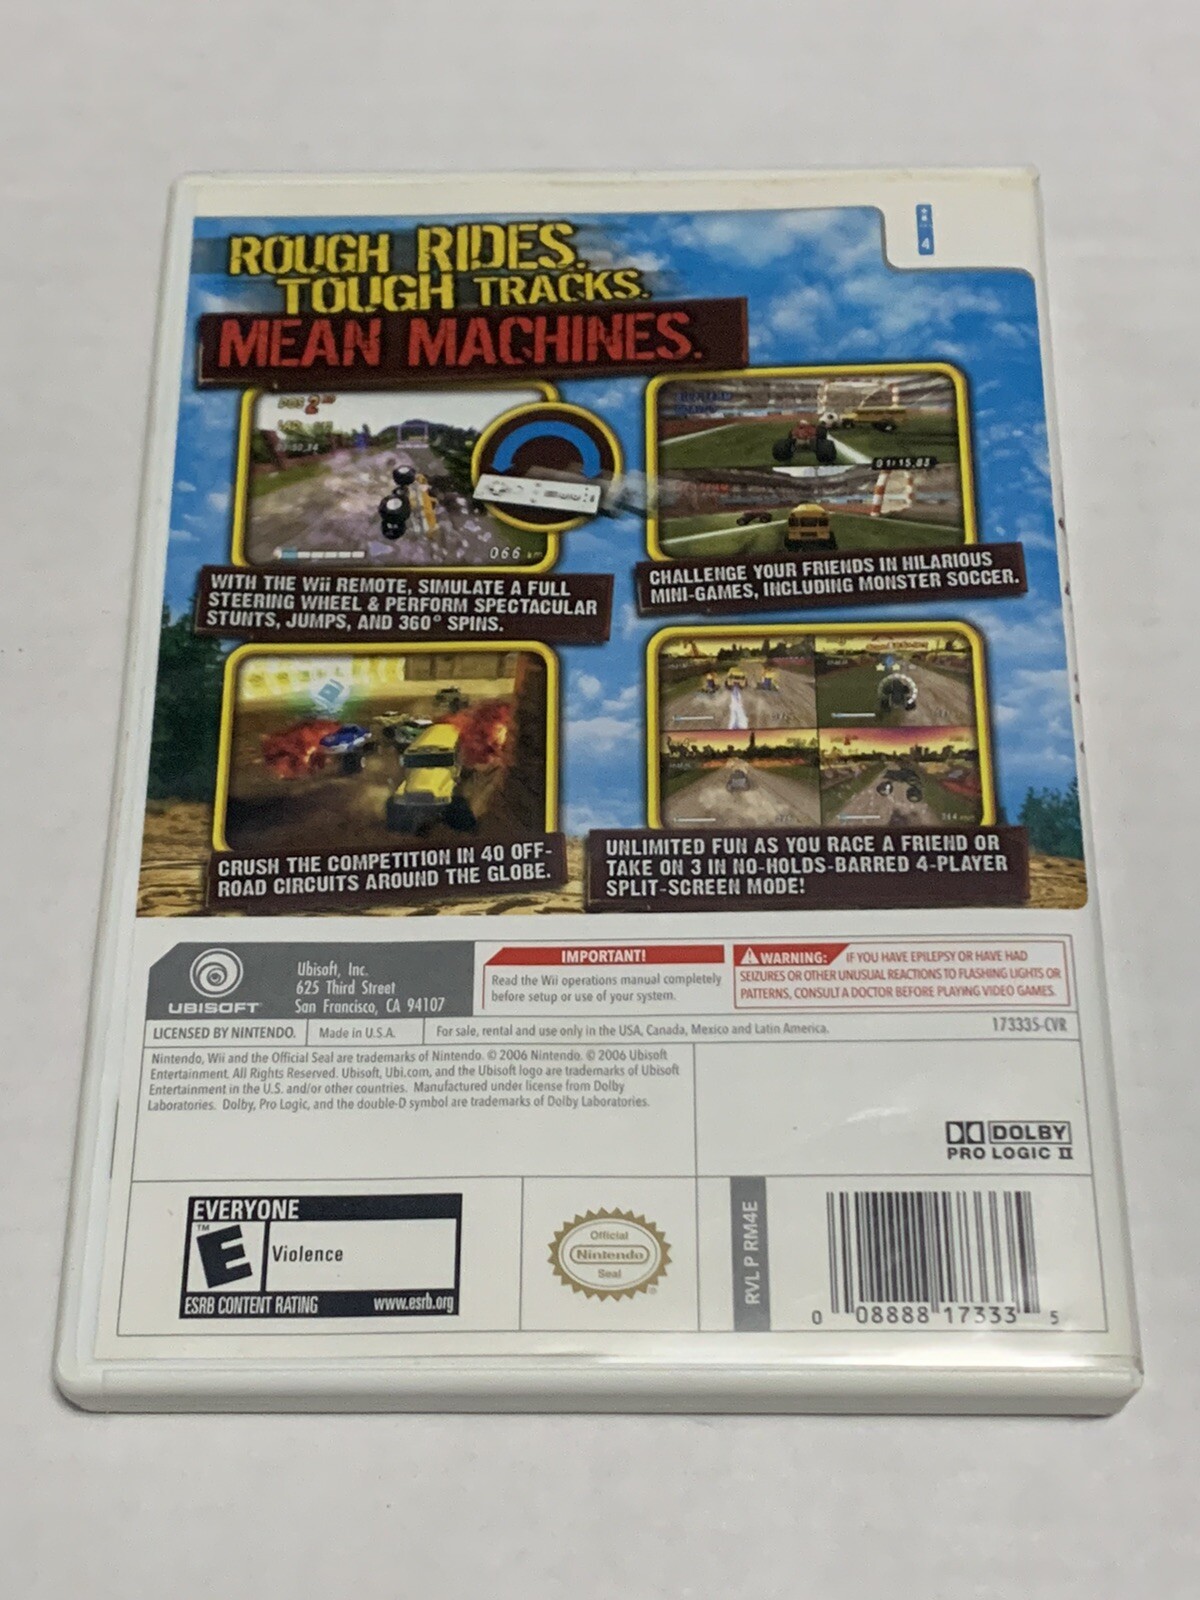 4
ROUGH RIDES.
TOUGH TRACKS.
MEAN MACHINES.
POS 2ND
066 km
WITH THE Wii REMOTE, SIMULATE A FULL
STEERING WHEEL & PERFORM SPECTACULAR
STUNTS, JUMPS, AND 360° SPINS.
01:15.83
CHALLENGE YOUR FRIENDS IN HILARIOUS
MINI-GAMES, INCLUDING MONSTER SOCCER.
CRUSH THE COMPETITION IN 40 OFF-
ROAD CIRCUITS AROUND THE GLOBE.
UNLIMITED FUN AS YOU RACE A FRIEND OR
TAKE ON 3 IN NO-HOLDS-BARRED 4-PLAYER
SPLIT-SCREEN MODE!
UBISOFT
Ubisoft, Inc.
625 Third Street
San Francisco, CA 94107
IMPORTANT!
Read the Wii operations manual completely
before setup or use of your system.
WARNING: IF YOU HAVE EPILEPSY OR HAVE HAD
SEIZURES OR OTHER UNUSUAL REACTIONS TO FLASHING LIGHTS OR
PATTERNS, CONSULT A DOCTOR BEFORE PLAYING VIDEO GAMES.
LICENSED BY NINTENDO.
Made in U.S.A.
For sale, rental and use only in the USA, Canada, Mexico and Latin America.
173335-CVR
Nintendo, Wii and the Official Seal are trademarks of Nintendo. © 2006 Nintendo. © 2006 Ubisoft
Entertainment. All Rights Reserved. Ubisoft, Ubi.com, and the Ubisoft logo are trademarks of Ubisoft
Entertainment in the U.S. and/or other countries. Manufactured under license from Dolby
Laboratories. Dolby, Pro Logic, and the double-D symbol are trademarks of Dolby Laboratories.
DOLBY
PRO LOGIC II
EVERYONE
E
TM
Violence
ESRB CONTENT RATING www.esrb.org
Official
Nintendo
Seal
®
RVL P RM4E
0 08888 17333 5